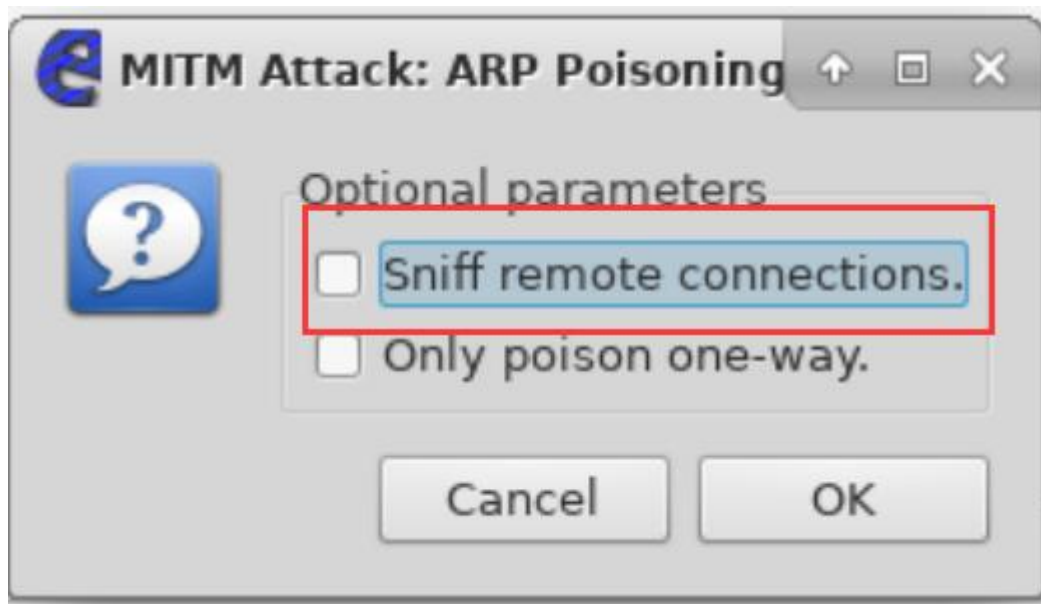 MITM Attack: ARP Poisoning
Optional parameters
Sniff remote connections.
Only poison one-way.
Cancel OK